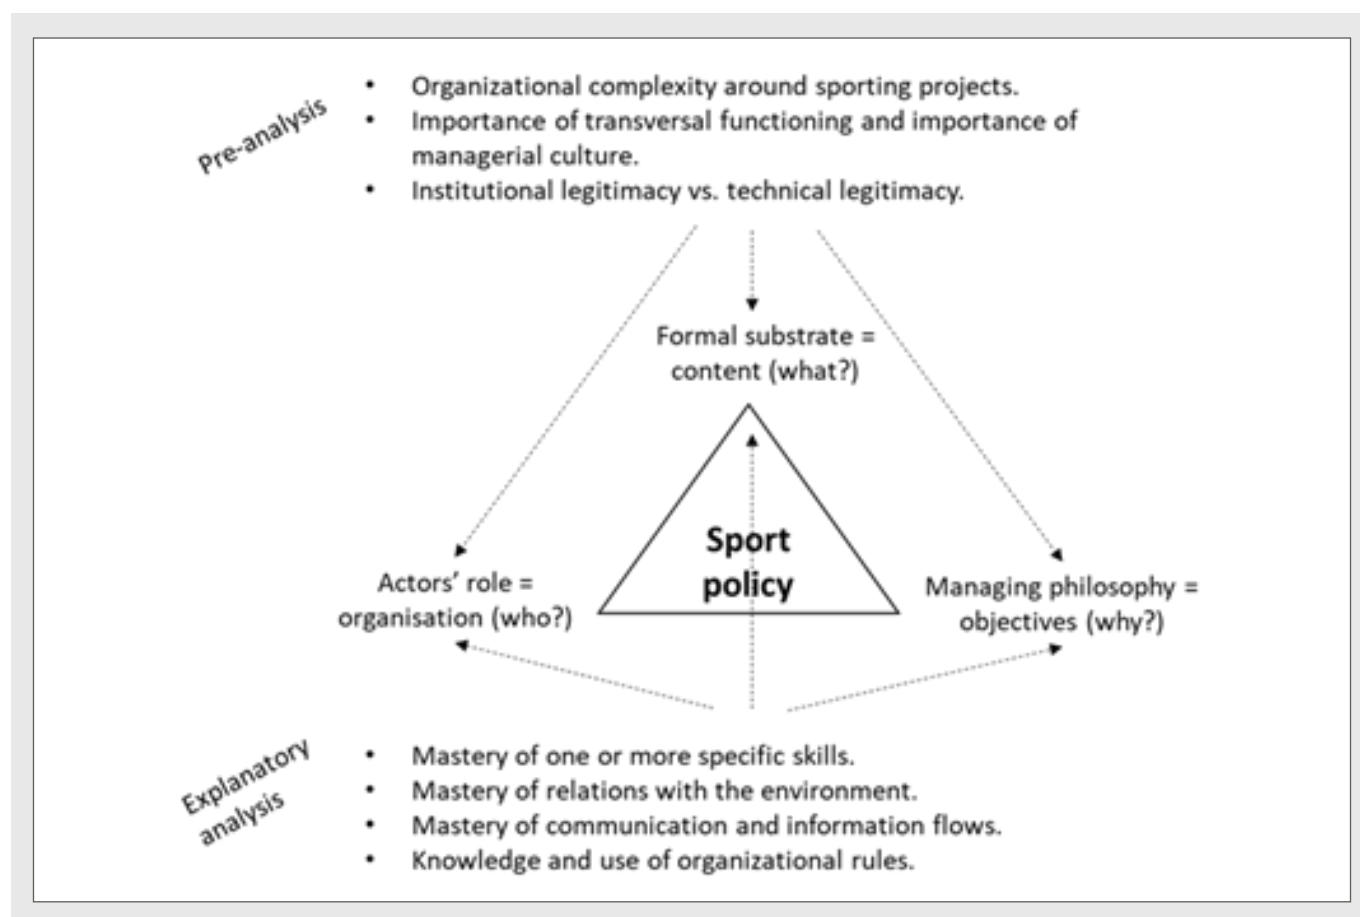 Pre-analysis
• Organizational complexity around sporting projects.
• Importance of transversal functioning and importance of
managerial culture.
• Institutional legitimacy vs. technical legitimacy.
Formal substrate =
content (what?)
Sport
policy
Actors’ role =
organisation (who?)
Managing philosophy =
objectives (why?)
Explanatory
analysis
• Mastery of one or more specific skills.
• Mastery of relations with the environment.
• Mastery of communication and information flows.
• Knowledge and use of organizational rules.